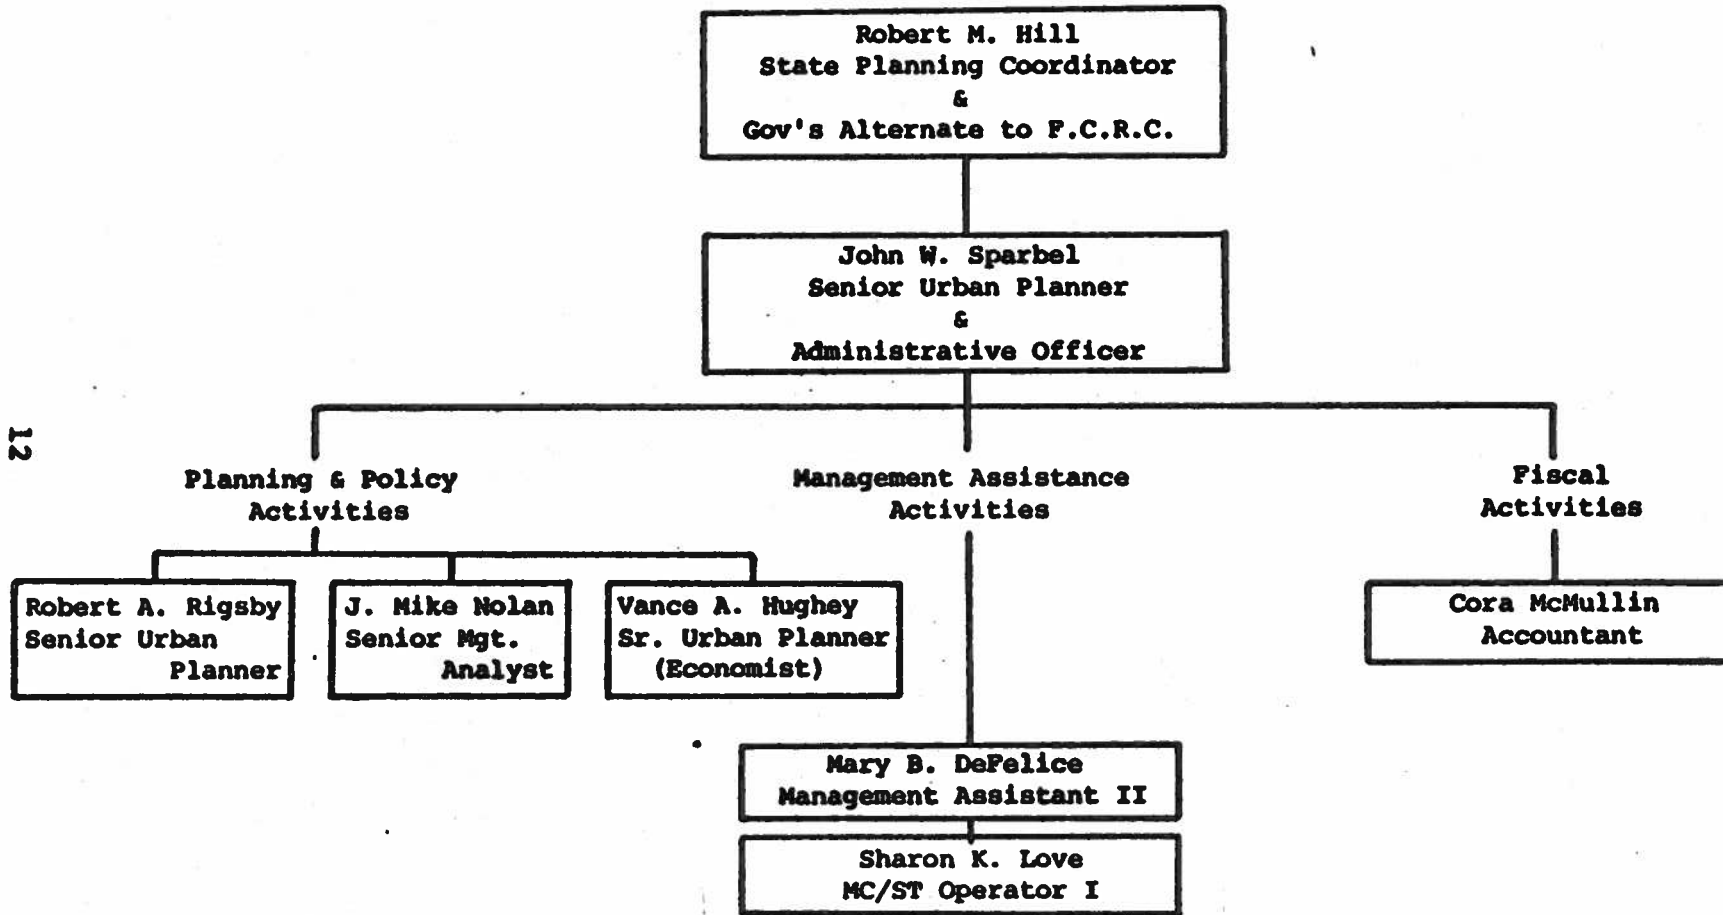 Robert M. Hill
State Planning Coordinator
&
Gov's Alternate to F.C.R.C.
John W. Sparbel
Senior Urban Planner
&
Administrative Officer
12
Planning & Policy
Activities
Management Assistance
Activities
Fiscal
Activities
Robert A. Rigsby
Senior Urban
Planner
J. Mike Nolan
Senior Mgt.
Analyst
Vance A. Hughey
Sr. Urban Planner
(Economist)
Cora McMullin
Accountant
Mary B. DeFelice
Management Assistant II
Sharon K. Love
MC/ST Operator I